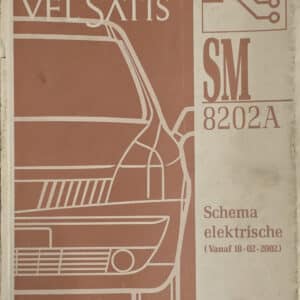 VEL SATIS
SM
8202A
Schema
elektrische
(Vanaf 18-02-2002)